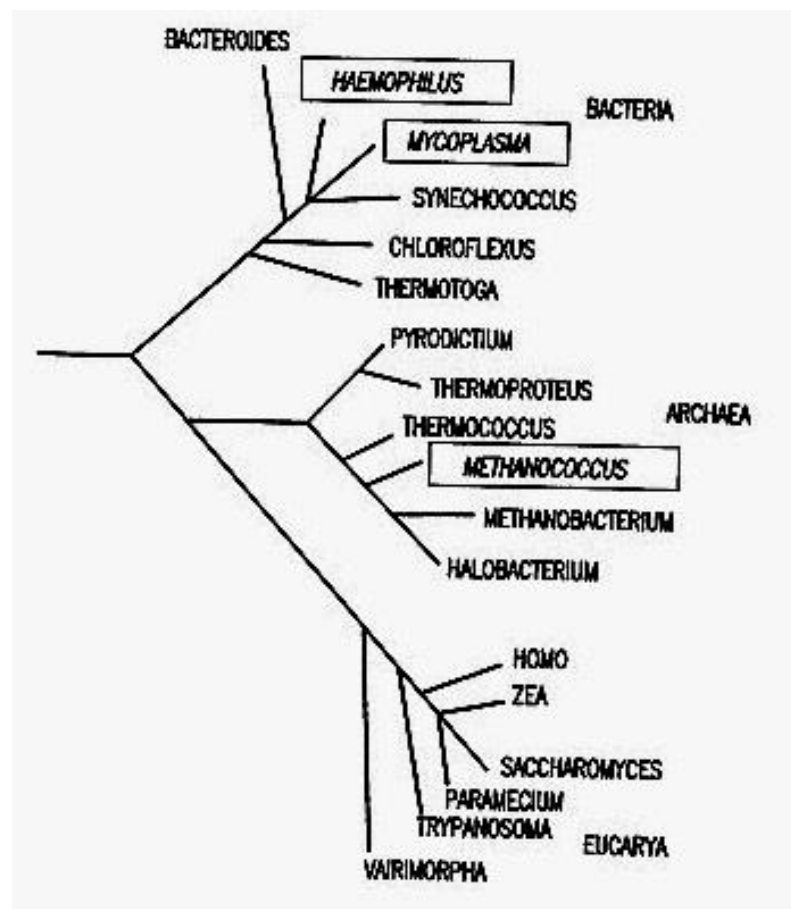 BACTEROIDES
HAEMOPHILUS
BACTERIA
MYCOPLASMA
SYNECHOCOCCUS
CHLOROFLEXUS
THERMOTOGA
PYRODICTIUM
THERMOPROTEUS
ARCHAEA
THERMOCOCCUS
METHANOCOCCUS
METHANOBACTERIUM
HALOBACTERIUM
HOMO
ZEA
SACCHAROMYCES
PARAMECIUM
TRYPANOSOMA
EUCARYA
VAIRIMORPHA